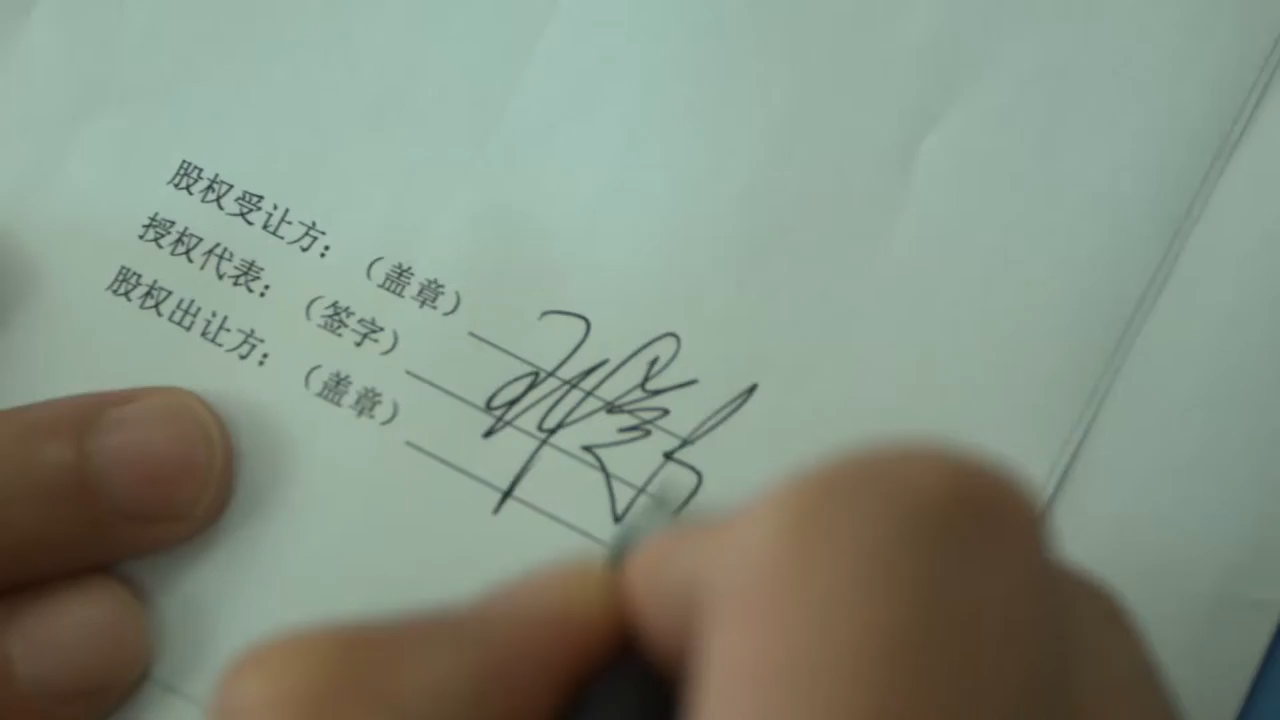 股权受让方：（盖章）
授权代表：（签字）
股权出让方：（盖章）